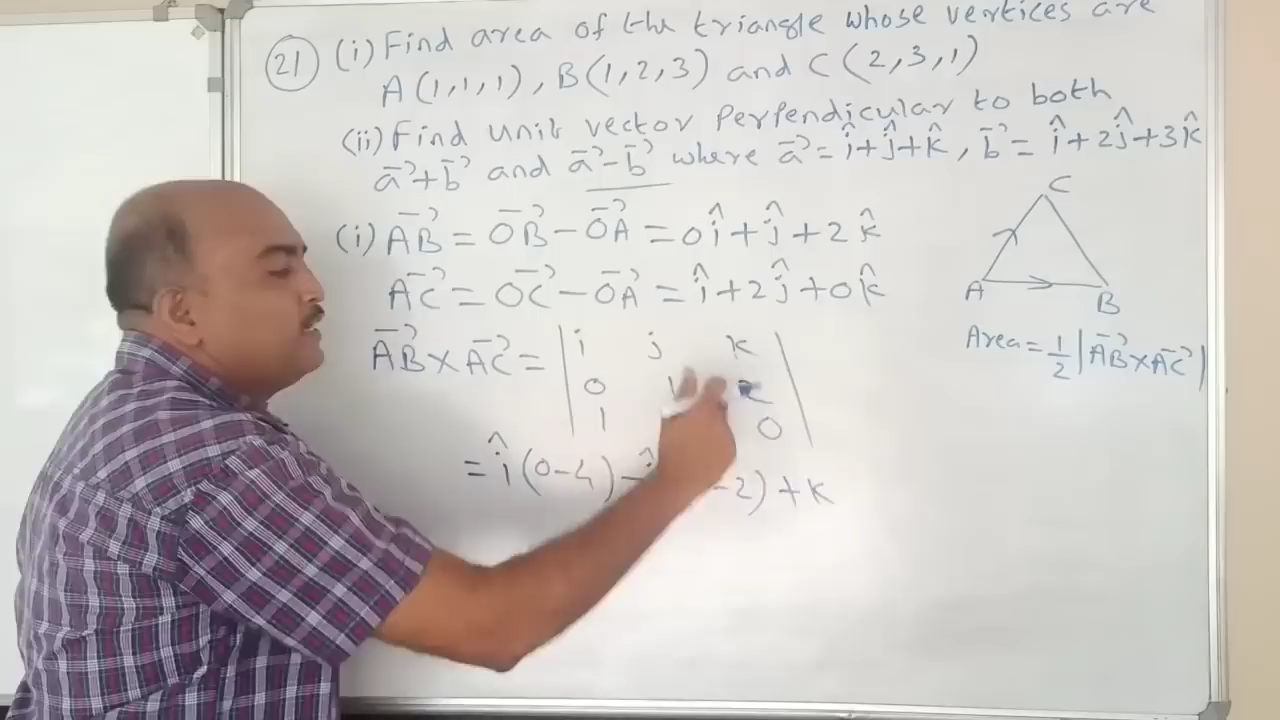 21 (i) Find area of the triangle whose vertices are
A(1,1,1), B(1,2,3) and C(2,3,1)
(ii) Find unit vector perpendicular to both
a⃗+b⃗ and a⃗-b⃗ where a⃗ = î+ĵ+k̂, b⃗ = î+2ĵ+3k̂
(i) AB⃗ = OB⃗ - OA⃗ = 0î+ĵ+2k̂
AC⃗ = OC⃗ - OA⃗ = î+2ĵ+0k̂
AB⃗ × AC⃗ = | i j k |
0 1 2
1 0
= î(0-4) - -2) + k
C
A
B
Area = 1/2 |AB⃗ × AC⃗|